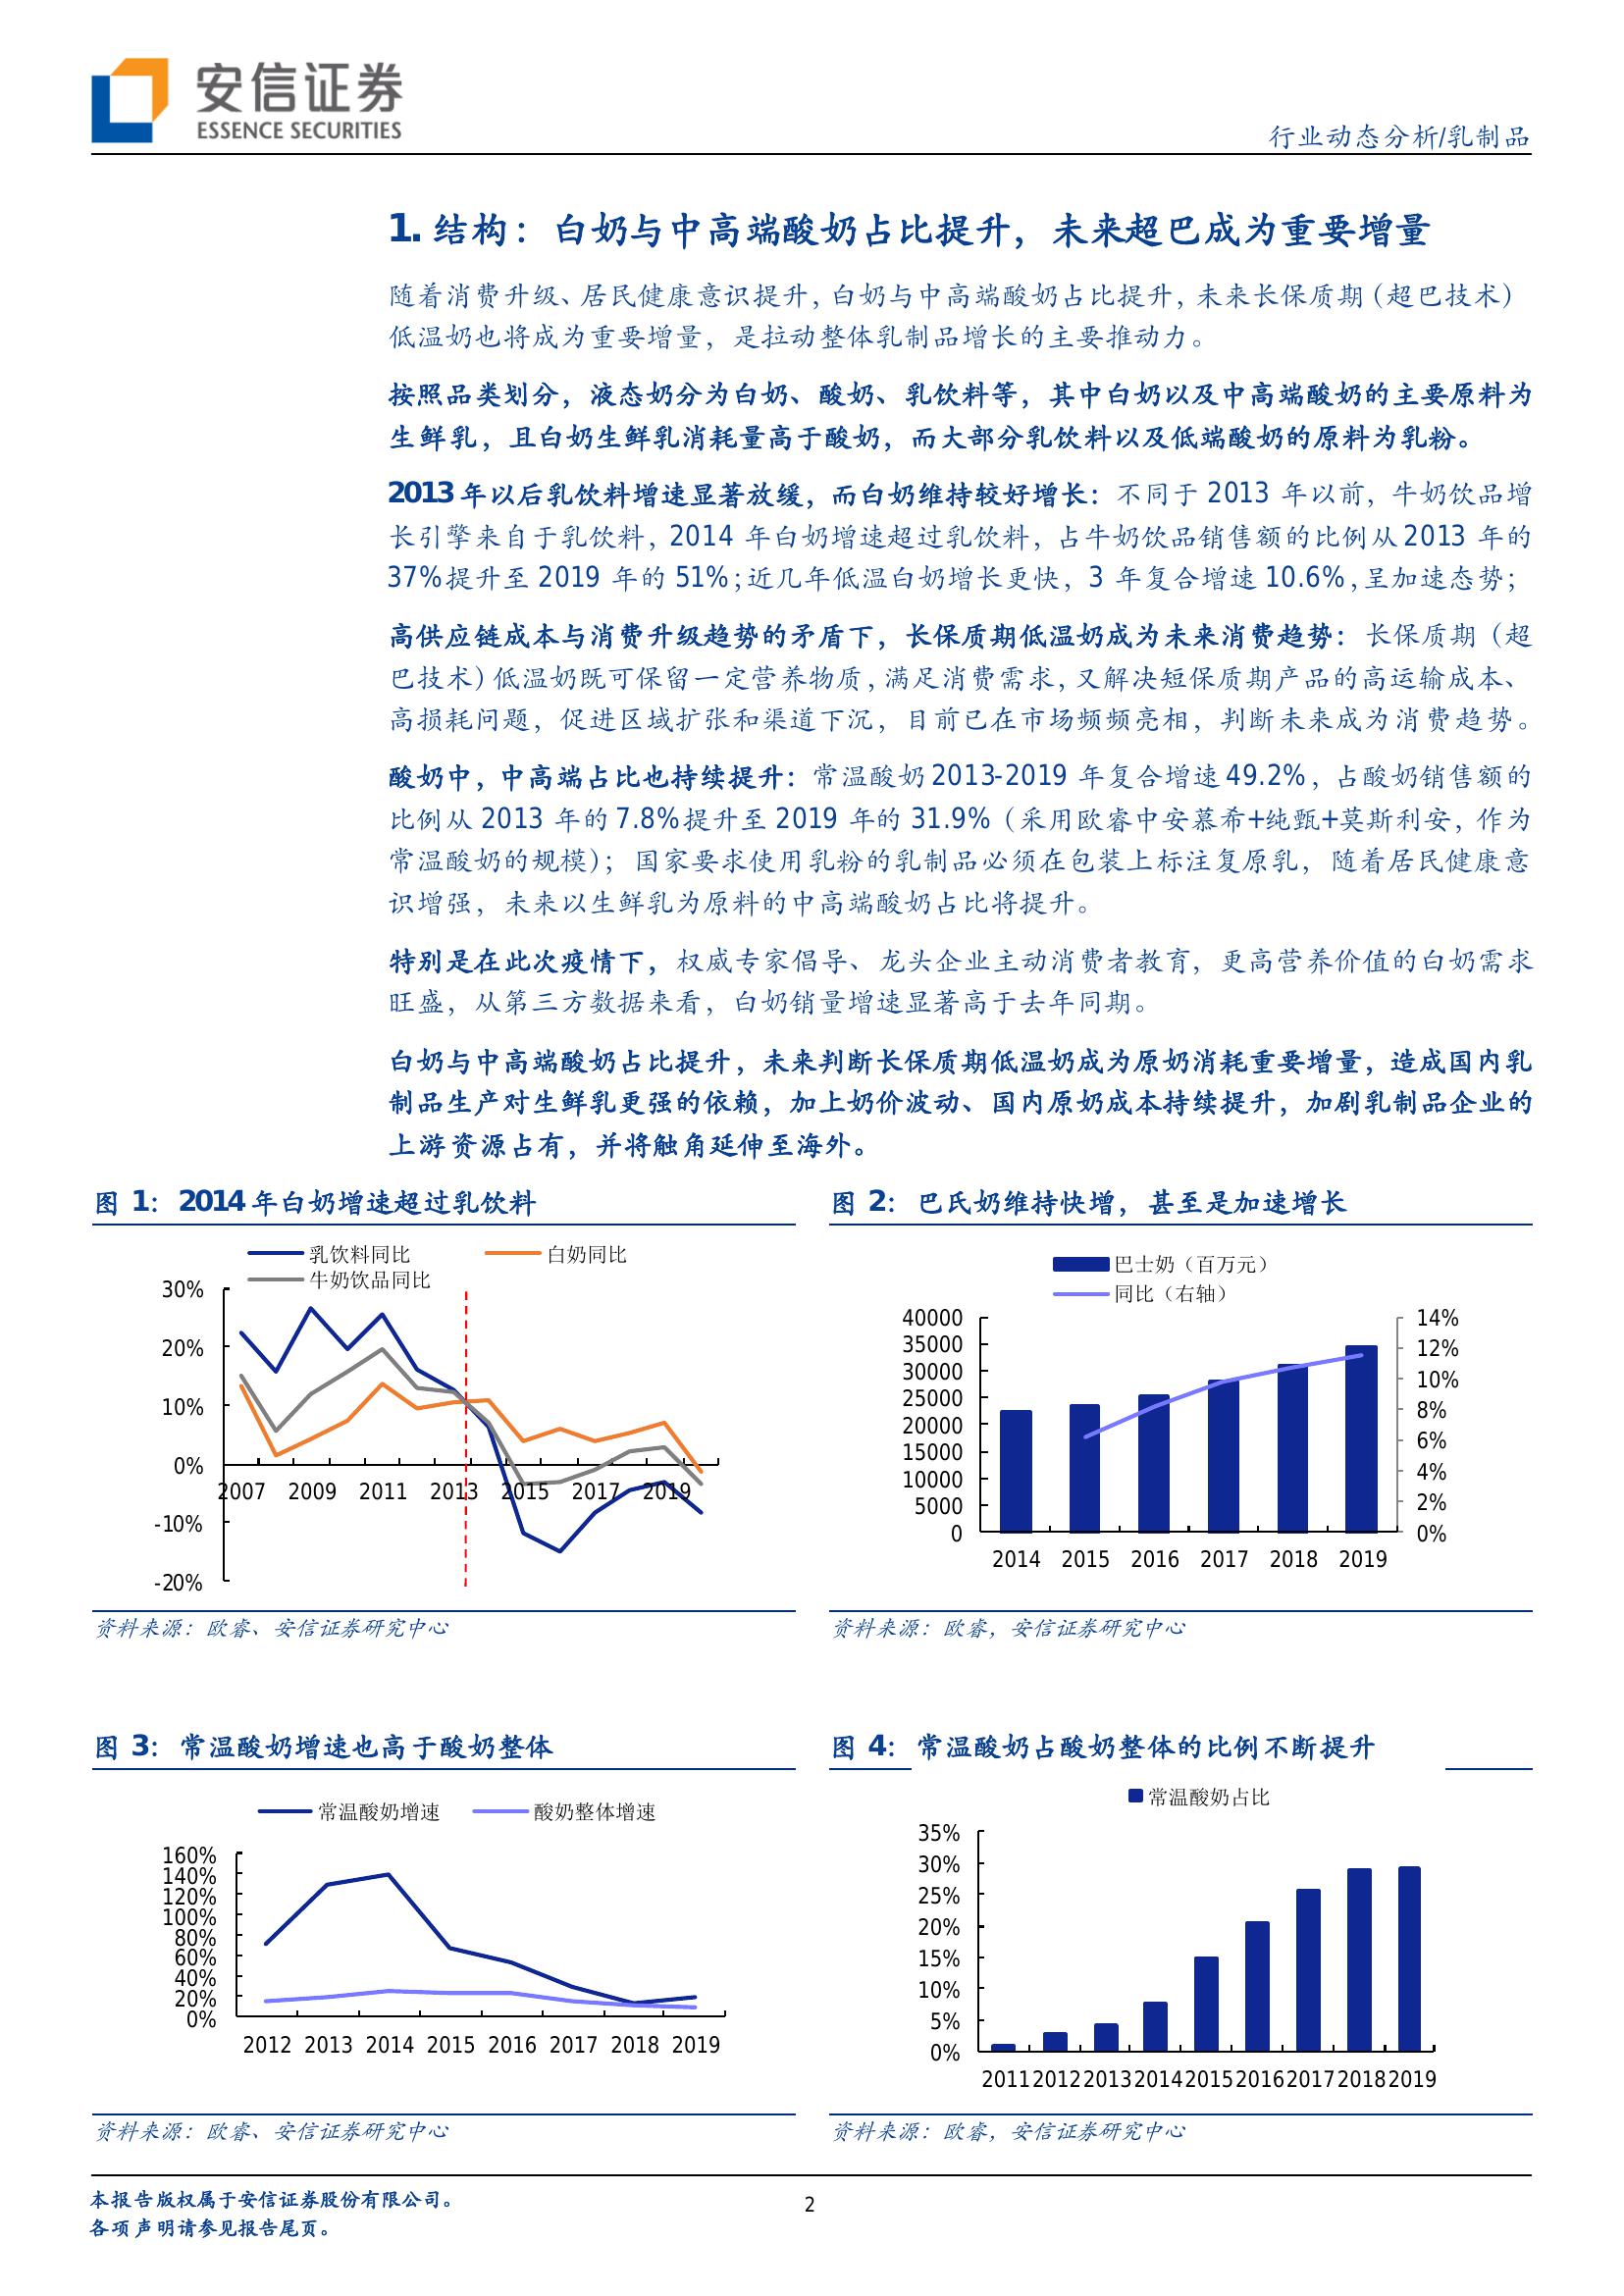 安信证券
ESSENCE SECURITIES
行业动态分析/乳制品
1. 结构：白奶与中高端酸奶占比提升，未来超巴成为重要增量
随着消费升级、居民健康意识提升，白奶与中高端酸奶占比提升，未来长保质期（超巴技术）
低温奶也将成为重要增量，是拉动整体乳制品增长的主要推动力。
按照品类划分，液态奶分为白奶、酸奶、乳饮料等，其中白奶以及中高端酸奶的主要原料为
生鲜乳，且白奶生鲜乳消耗量高于酸奶，而大部分乳饮料以及低端酸奶的原料为乳粉。
2013 年以后乳饮料增速显著放缓，而白奶维持较好增长：不同于 2013 年以前，牛奶饮品增
长引擎来自于乳饮料，2014 年白奶增速超过乳饮料，占牛奶饮品销售额的比例从 2013 年的
37%提升至 2019 年的 51%；近几年低温白奶增长更快，3 年复合增速 10.6%，呈加速态势；
高供应链成本与消费升级趋势的矛盾下，长保质期低温奶成为未来消费趋势：长保质期（超
巴技术）低温奶既可保留一定营养物质，满足消费需求，又解决短保质期产品的高运输成本、
高损耗问题，促进区域扩张和渠道下沉，目前已在市场频频亮相，判断未来成为消费趋势。
酸奶中，中高端占比也持续提升：常温酸奶 2013-2019 年复合增速 49.2%，占酸奶销售额的
比例从 2013 年的 7.8%提升至 2019 年的 31.9%（采用欧睿中安慕希+纯甄+莫斯利安，作为
常温酸奶的规模）；国家要求使用乳粉的乳制品必须在包装上标注复原乳，随着居民健康意
识增强，未来以生鲜乳为原料的中高端酸奶占比将提升。
特别是在此次疫情下，权威专家倡导、龙头企业主动消费者教育，更高营养价值的白奶需求
旺盛，从第三方数据来看，白奶销量增速显著高于去年同期。
白奶与中高端酸奶占比提升，未来判断长保质期低温奶成为原奶消耗重要增量，造成国内乳
制品生产对生鲜乳更强的依赖，加上奶价波动、国内原奶成本持续提升，加剧乳制品企业的
上游资源占有，并将触角延伸至海外。
图 1：2014 年白奶增速超过乳饮料
乳饮料同比 白奶同比
牛奶饮品同比
30%
20%
10%
0%
-10%
-20%
2007 2009 2011 2013 2015 2017 2019
资料来源：欧睿、安信证券研究中心
图 2：巴氏奶维持快增，甚至是加速增长
巴士奶（百万元）
同比（右轴）
40000
35000
30000
25000
20000
15000
10000
5000
0
14%
12%
10%
8%
6%
4%
2%
0%
2014 2015 2016 2017 2018 2019
资料来源：欧睿，安信证券研究中心
图 3：常温酸奶增速也高于酸奶整体
常温酸奶增速 酸奶整体增速
160%
140%
120%
100%
80%
60%
40%
20%
0%
2012 2013 2014 2015 2016 2017 2018 2019
资料来源：欧睿、安信证券研究中心
图 4：常温酸奶占酸奶整体的比例不断提升
常温酸奶占比
35%
30%
25%
20%
15%
10%
5%
0%
2011 2012 2013 2014 2015 2016 2017 2018 2019
资料来源：欧睿，安信证券研究中心
本报告版权属于安信证券股份有限公司。
各项声明请参见报告尾页。
2